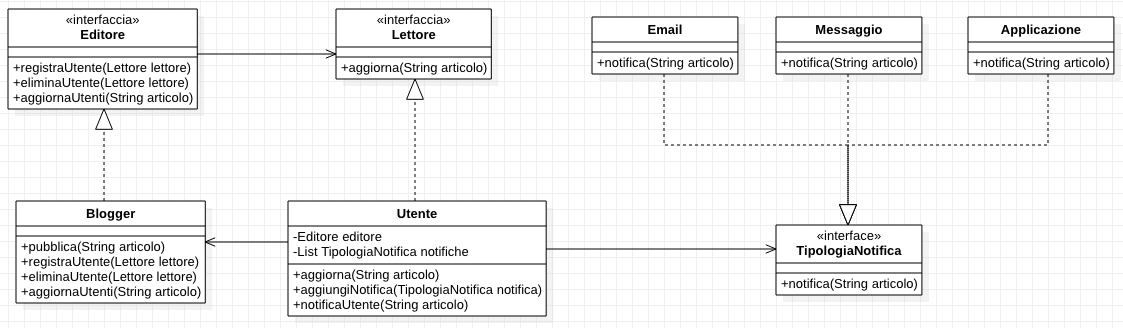 «interfaccia»
Editore
+registraUtente(Lettore lettore)
+eliminaUtente(Lettore lettore)
+aggiornaUtenti(String articolo)
«interfaccia»
Lettore
+aggiorna(String articolo)
Email
+notifica(String articolo)
Messaggio
+notifica(String articolo)
Applicazione
+notifica(String articolo)
Blogger
+pubblica(String articolo)
+registraUtente(Lettore lettore)
+eliminaUtente(Lettore lettore)
+aggiornaUtenti(String articolo)
Utente
-Editore editore
-List TipologiaNotifica notifiche
+aggiorna(String articolo)
+aggiungiNotifica(TipologiaNotifica notifica)
+notificaUtente(String articolo)
«interface»
TipologiaNotifica
+notifica(String articolo)